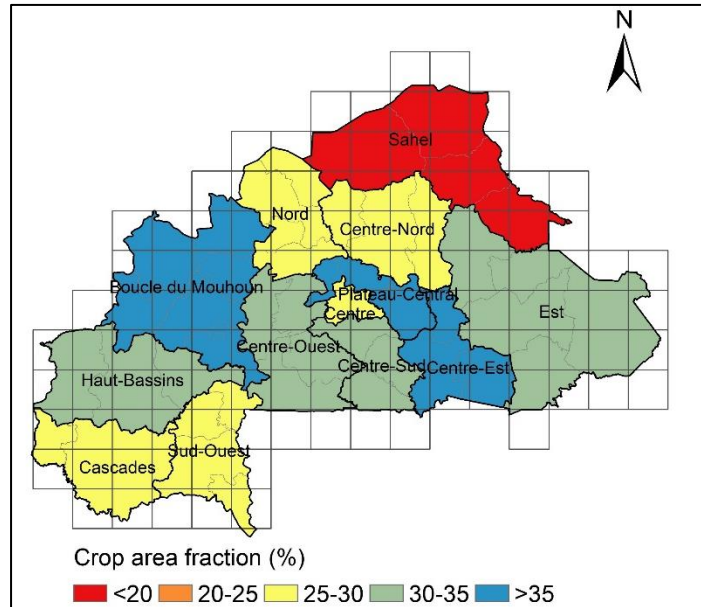 N
Sahel
Nord
Centre-Nord
Boucle du Mouhoun
Plateau-Central
Est
Centre
Centre-Ouest
Centre-Sud
Centre-Est
Haut-Bassins
Sud-Ouest
Cascades
Crop area fraction (%)
<20 20-25 25-30 30-35 >35